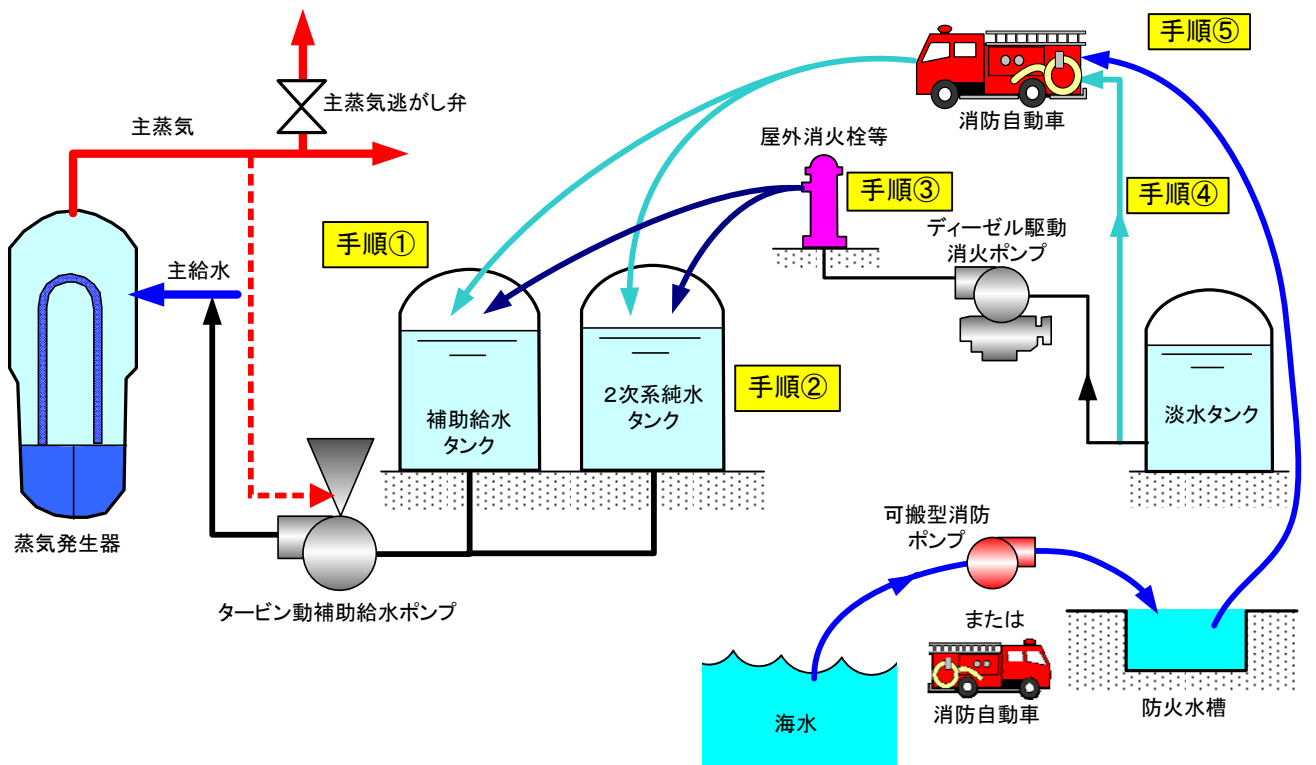 手順⑤
主蒸気逃がし弁
主蒸気
消防自動車
屋外消火栓等
手順③
手順④
手順①
ディーゼル駆動
消火ポンプ
主給水
手順②
2次系純水
タンク
補助給水
タンク
淡水タンク
蒸気発生器
可搬型消防
ポンプ
タービン動補助給水ポンプ
または
海水
消防自動車
防火水槽